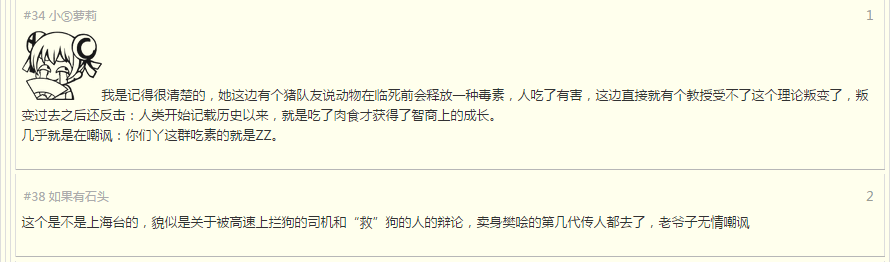 #34 小⑤萝莉 1
我是记得很清楚的，她这边有个猪队友说动物在临死前会释放一种毒素，人吃了有害，这边直接就有个教授受不了这个理论叛变了，叛
变过去之后还反击：人类开始记载历史以来，就是吃了肉食才获得了智商上的成长。
几乎就是在嘲讽：你们丫这群吃素的就是ZZ。
#38 如果有石头 2
这个是不是上海台的，貌似是关于被高速上拦狗的司机和“救”狗的人的辩论，卖身樊哙的第几代传人都去了，老爷子无情嘲讽